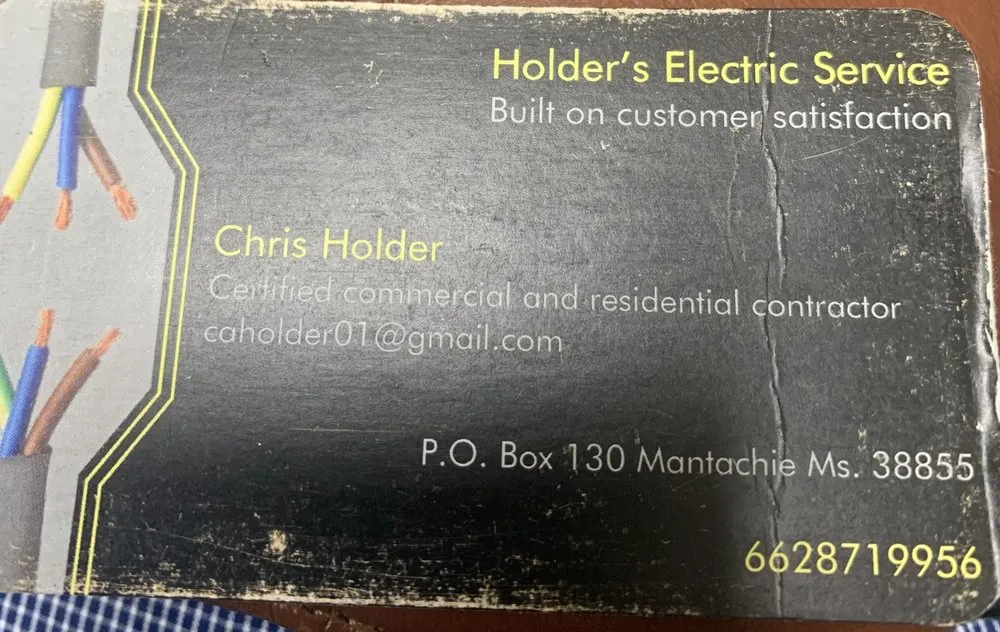 Holder's Electric Service
Built on customer satisfaction
Chris Holder
Certified commercial and residential contractor
caholder01@gmail.com
P.O. Box 130 Mantachie Ms. 38855
6628719956